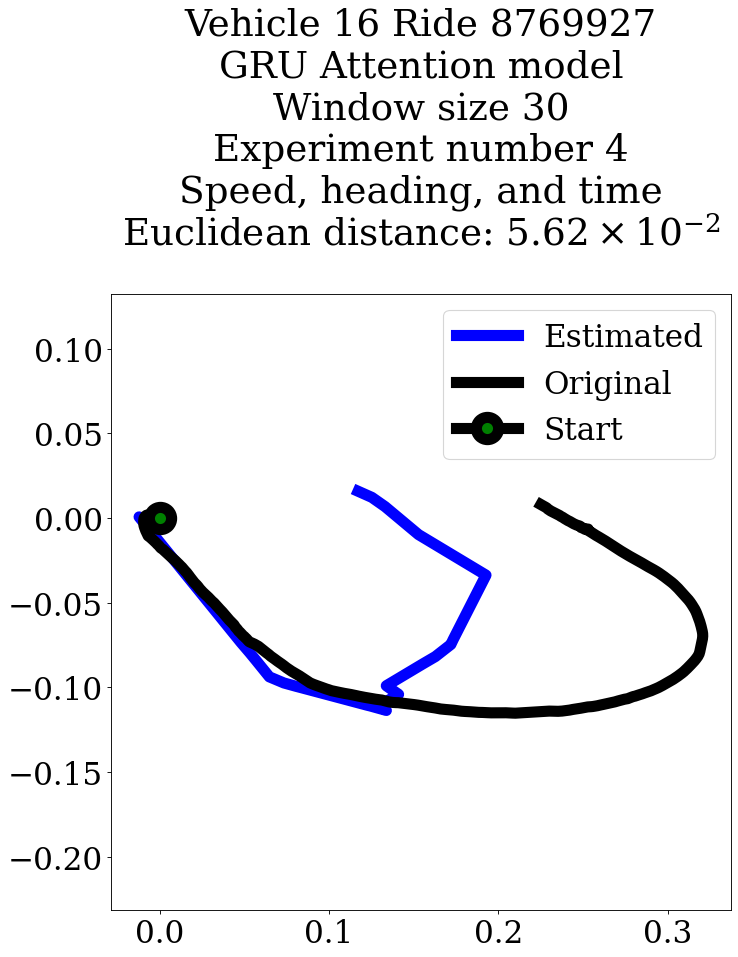 Vehicle 16 Ride 8769927
GRU Attention model
Window size 30
Experiment number 4
Speed, heading, and time
Euclidean distance: 5.62 × 10⁻²
Estimated
Original
Start
0.10
0.05
0.00
−0.05
−0.10
−0.15
−0.20
0.0 0.1 0.2 0.3